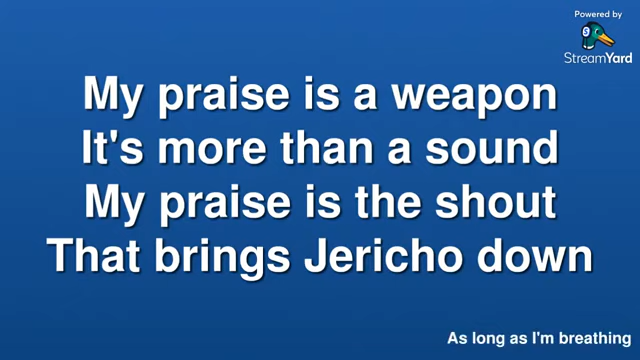 Powered by
StreamYard
My praise is a weapon
It's more than a sound
My praise is the shout
That brings Jericho down
As long as I'm breathing